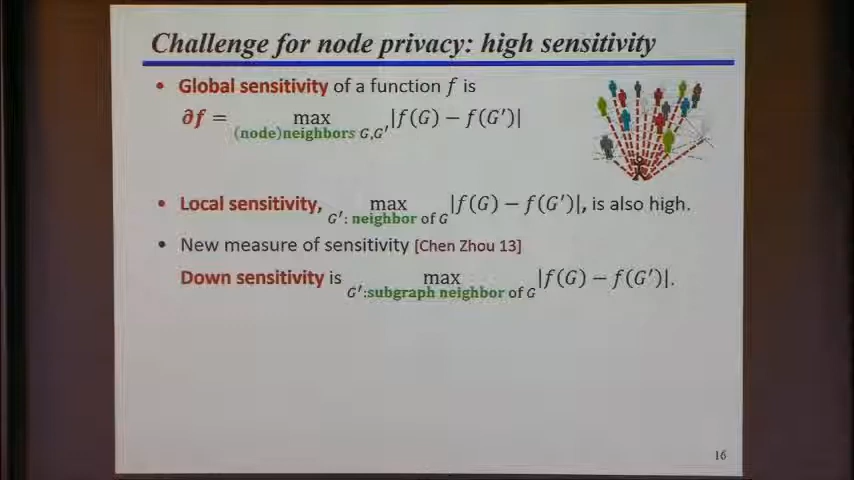 Challenge for node privacy: high sensitivity
• Global sensitivity of a function f is
∂f = max |f(G) − f(G′)|
(node)neighbors G,G′
• Local sensitivity, max |f(G) − f(G′)|, is also high.
G′: neighbor of G
• New measure of sensitivity [Chen Zhou 13]
Down sensitivity is max |f(G) − f(G′)|.
G′:subgraph neighbor of G
16